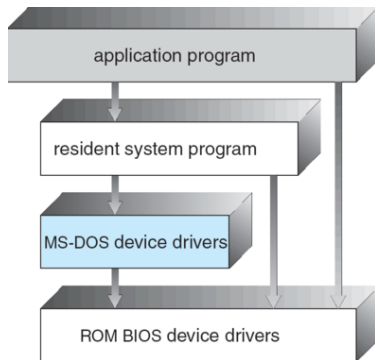 application program
resident system program
MS-DOS device drivers
ROM BIOS device drivers